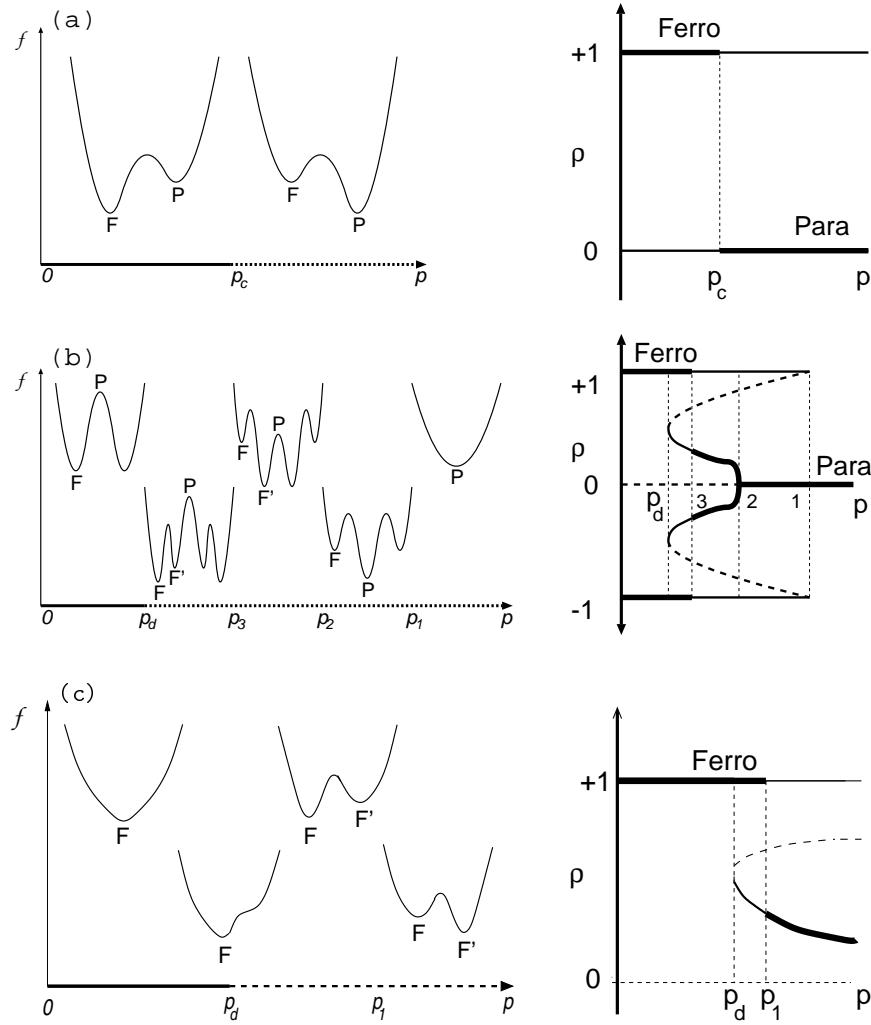 (a)
f
F
P
F
P
0
p_c
p
Ferro
+1
ρ
Para
0
p_c
p
(b)
f
P
F
P
F
F'
P
F
F'
P
F
P
0
p_d
p_3
p_2
p_1
p
Ferro
+1
ρ
Para
0
p_d
3
2
1
p
-1
(c)
f
F
F
F
F'
F
F'
0
p_d
p_1
p
Ferro
+1
ρ
0
p_d
p_1
p